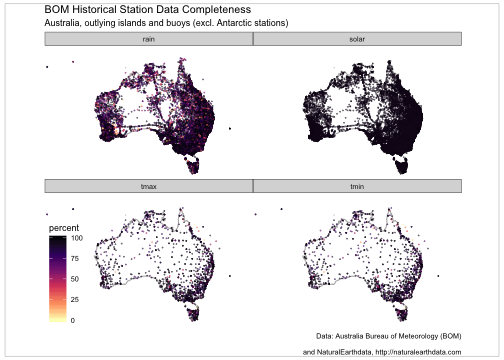 BOM Historical Station Data Completeness
Australia, outlying islands and buoys (excl. Antarctic stations)
rain
solar
tmax
tmin
percent
100
75
50
25
0
Data: Australia Bureau of Meteorology (BOM)
and NaturalEarthdata, http://naturalearthdata.com